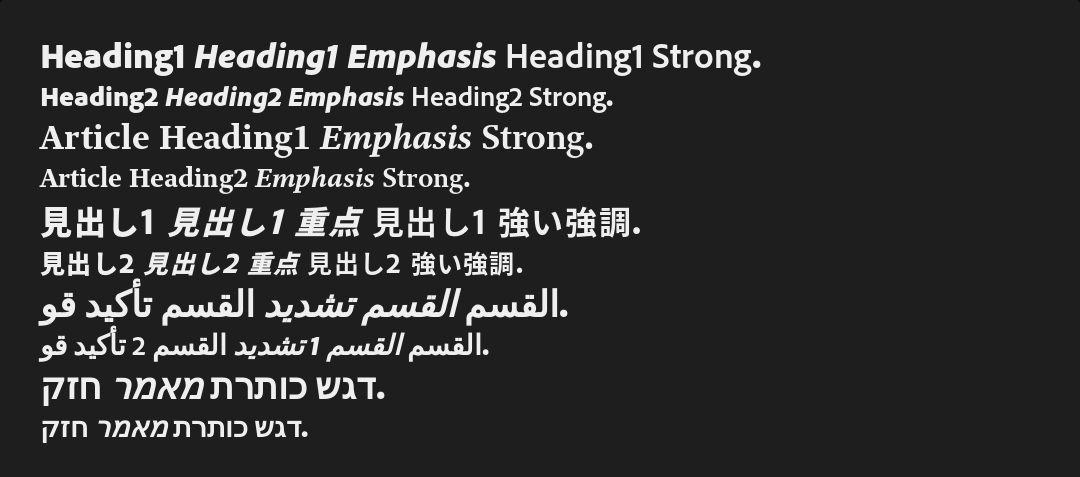 Heading1 Heading1 Emphasis Heading1 Strong.
Heading2 Heading2 Emphasis Heading2 Strong.
Article Heading1 Emphasis Strong.
Article Heading2 Emphasis Strong.
見出し1 見出し1 重点 見出し1 強い強調.
見出し2 見出し2 重点 見出し2 強い強調.
القسم القسم تشديد القسم تأكيد قو.
القسم القسم 1 تشديد القسم 2 تأكيد قو.
דגש כותרת מאמר חזק.
דגש כותרת מאמר חזק.